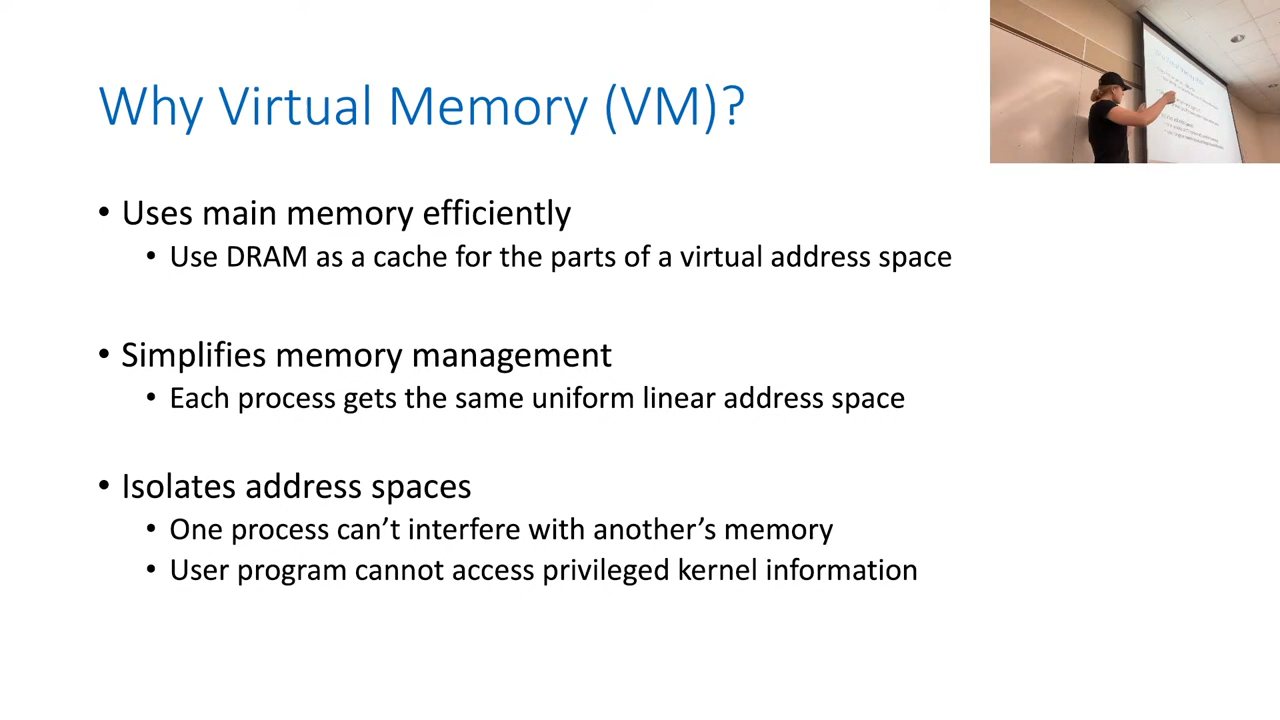 Why Virtual Memory (VM)?
• Uses main memory efficiently
• Use DRAM as a cache for the parts of a virtual address space
• Simplifies memory management
• Each process gets the same uniform linear address space
• Isolates address spaces
• One process can’t interfere with another’s memory
• User program cannot access privileged kernel information